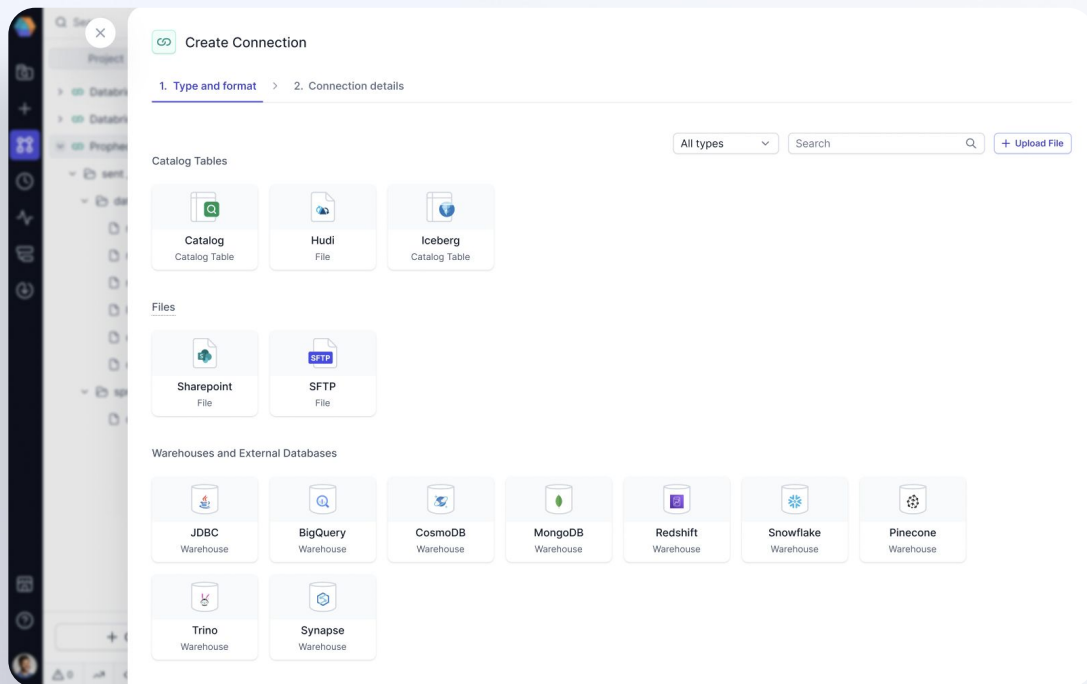 Create Connection
1. Type and format > 2. Connection details
All types Search + Upload File
Catalog Tables
Catalog Hudi Iceberg
Catalog Table File Catalog Table
Files
SFTP
Sharepoint SFTP
File File
Warehouses and External Databases
JDBC BigQuery CosmoDB MongoDB Redshift Snowflake Pinecone
Warehouse Warehouse Warehouse Warehouse Warehouse Warehouse Warehouse
Trino Synapse
Warehouse Warehouse
Project
sent